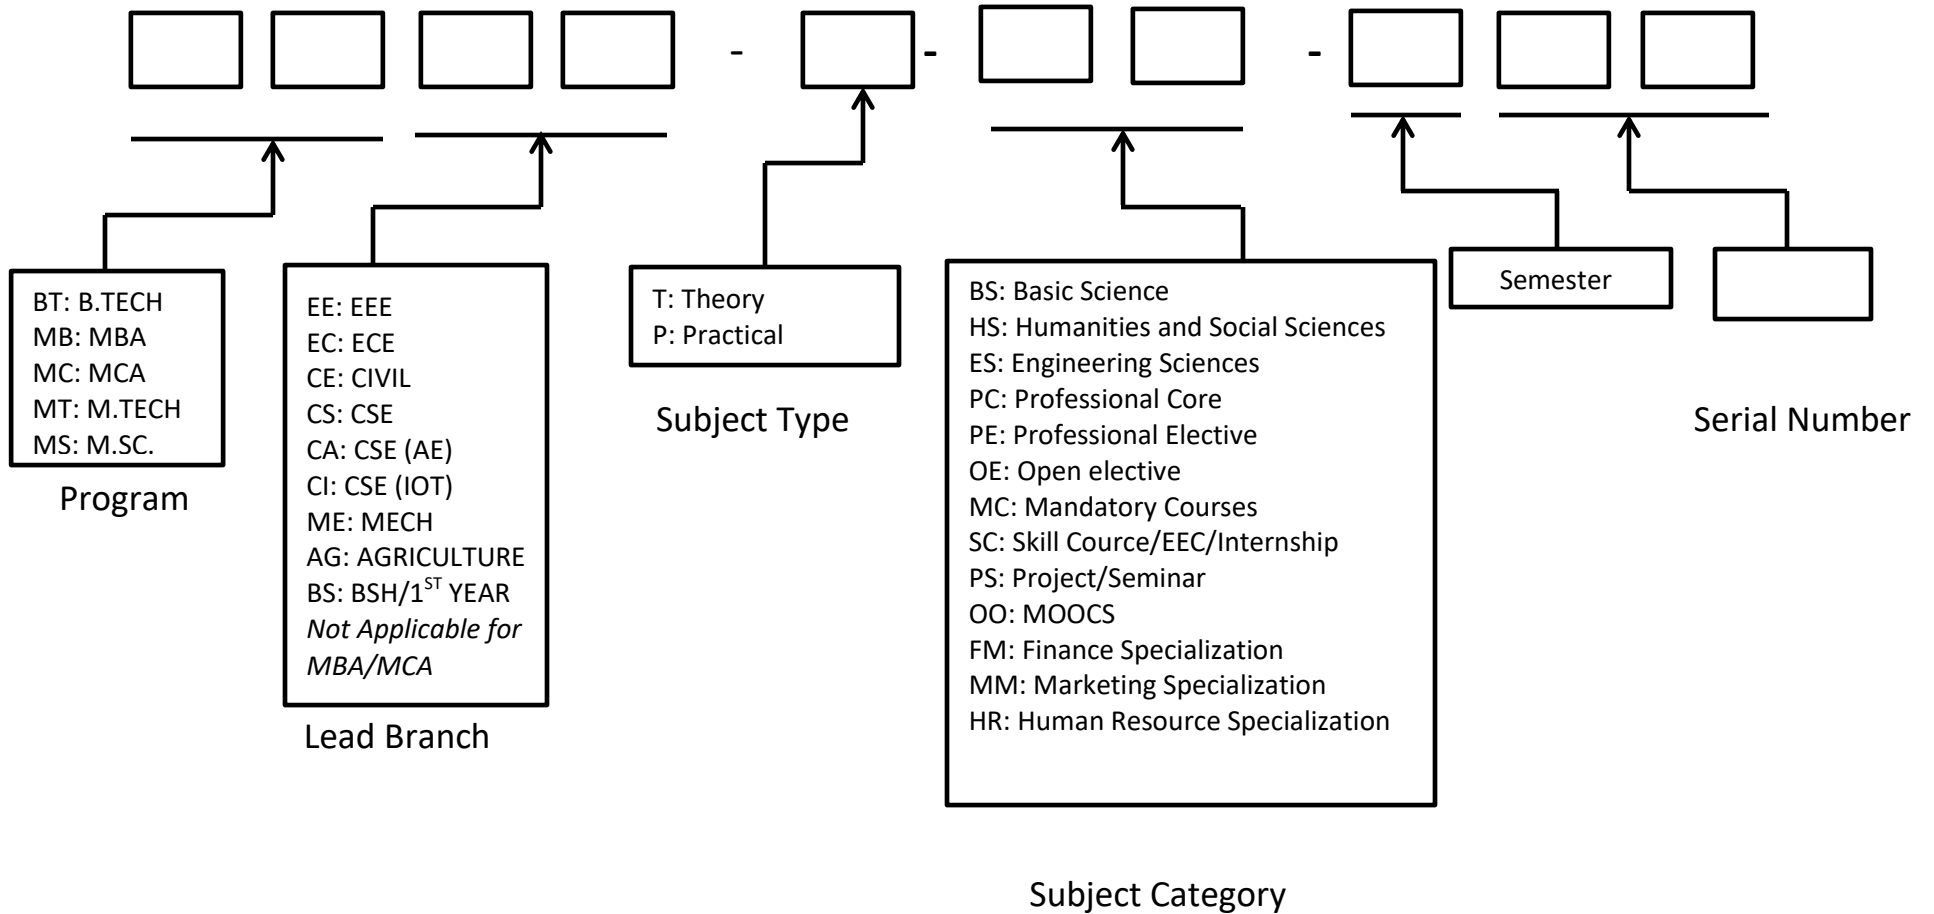 - - -
BT: B.TECH
MB: MBA
MC: MCA
MT: M.TECH
MS: M.SC.
Program
EE: EEE
EC: ECE
CE: CIVIL
CS: CSE
CA: CSE (AE)
CI: CSE (IOT)
ME: MECH
AG: AGRICULTURE
BS: BSH/1ST YEAR
Not Applicable for
MBA/MCA
Lead Branch
T: Theory
P: Practical
Subject Type
BS: Basic Science
HS: Humanities and Social Sciences
ES: Engineering Sciences
PC: Professional Core
PE: Professional Elective
OE: Open elective
MC: Mandatory Courses
SC: Skill Cource/EEC/Internship
PS: Project/Seminar
OO: MOOCS
FM: Finance Specialization
MM: Marketing Specialization
HR: Human Resource Specialization
Subject Category
Semester
Serial Number